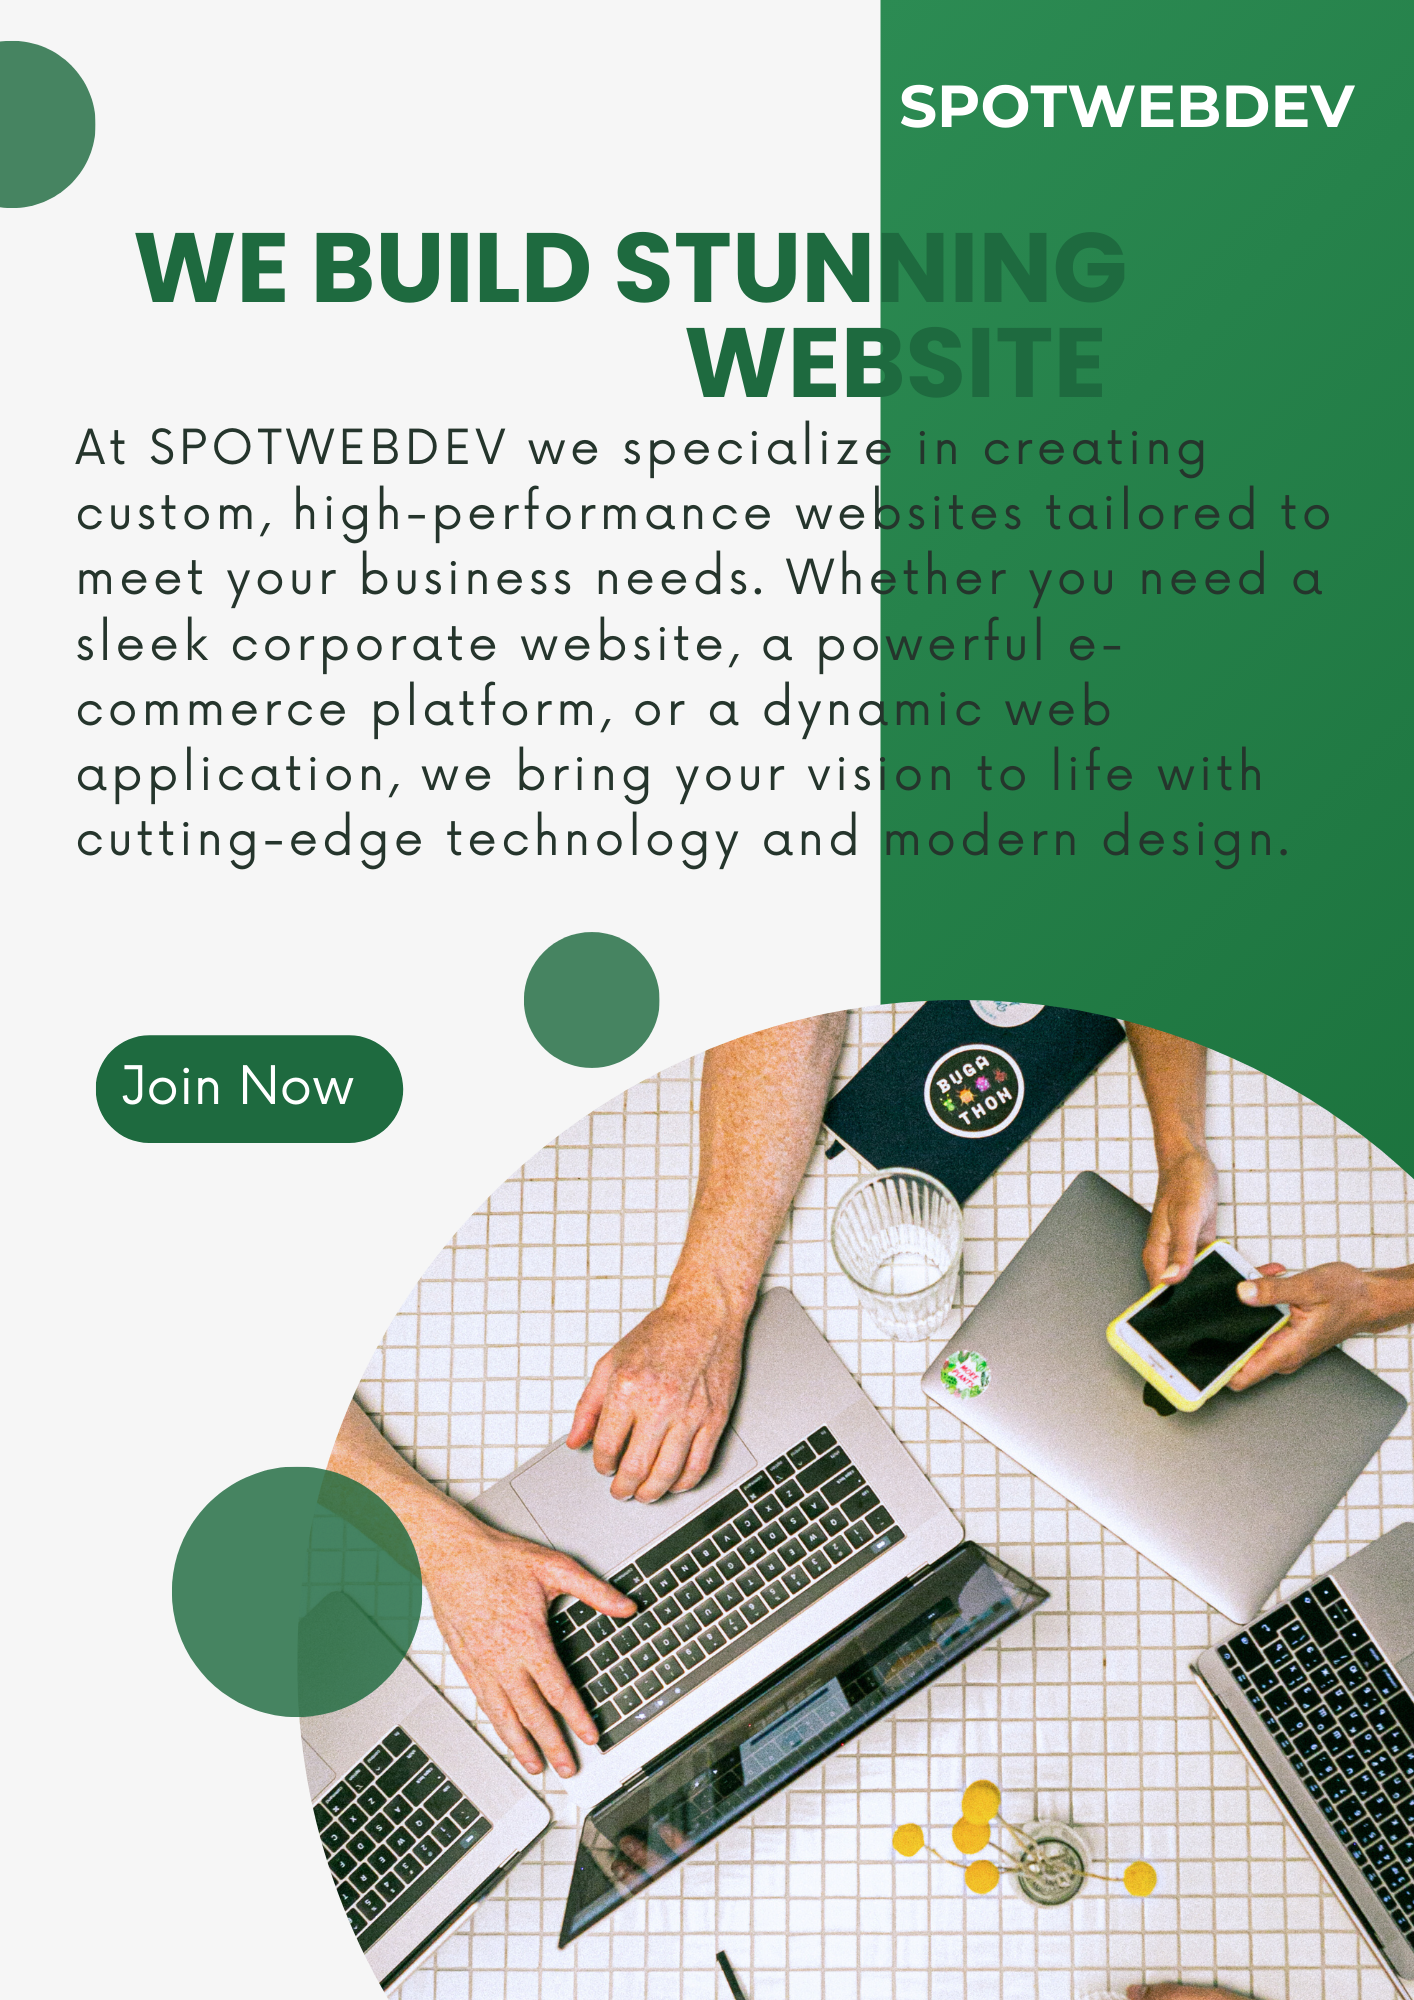 SPOTWEBDEV
WE BUILD STUNNING
WEBSITE
At SPOTWEBDEV we specialize in creating
custom, high-performance websites tailored to
meet your business needs. Whether you need a
sleek corporate website, a powerful e-
commerce platform, or a dynamic web
application, we bring your vision to life with
cutting-edge technology and modern design.
Join Now
BUGA
THON
MORE
PLANTS